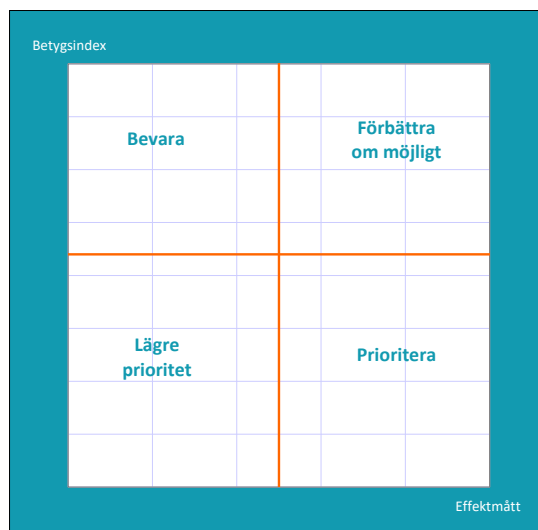 Betygsindex
Bevara
Förbättra
om möjligt
Lägre
prioritet
Prioritera
Effektmått